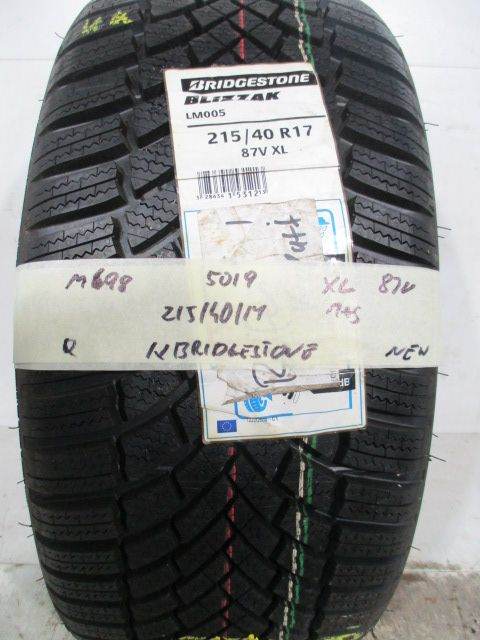 BRIDGESTONE
BLIZZAK
LM005
215/40 R17
87V XL
M698 5019 XL 87V
215/40/17 M+S
R BRIDGESTONE NEW